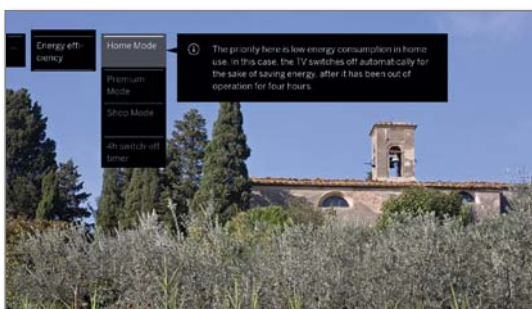 ...
Energy effi-
ciency
Home Mode
The priority here is low energy consumption in home
use. In this case, the TV switches off automatically for
the sake of saving energy, after it has been out of
operation for four hours.
Premium
Mode
Shop Mode
4h switch-off
timer